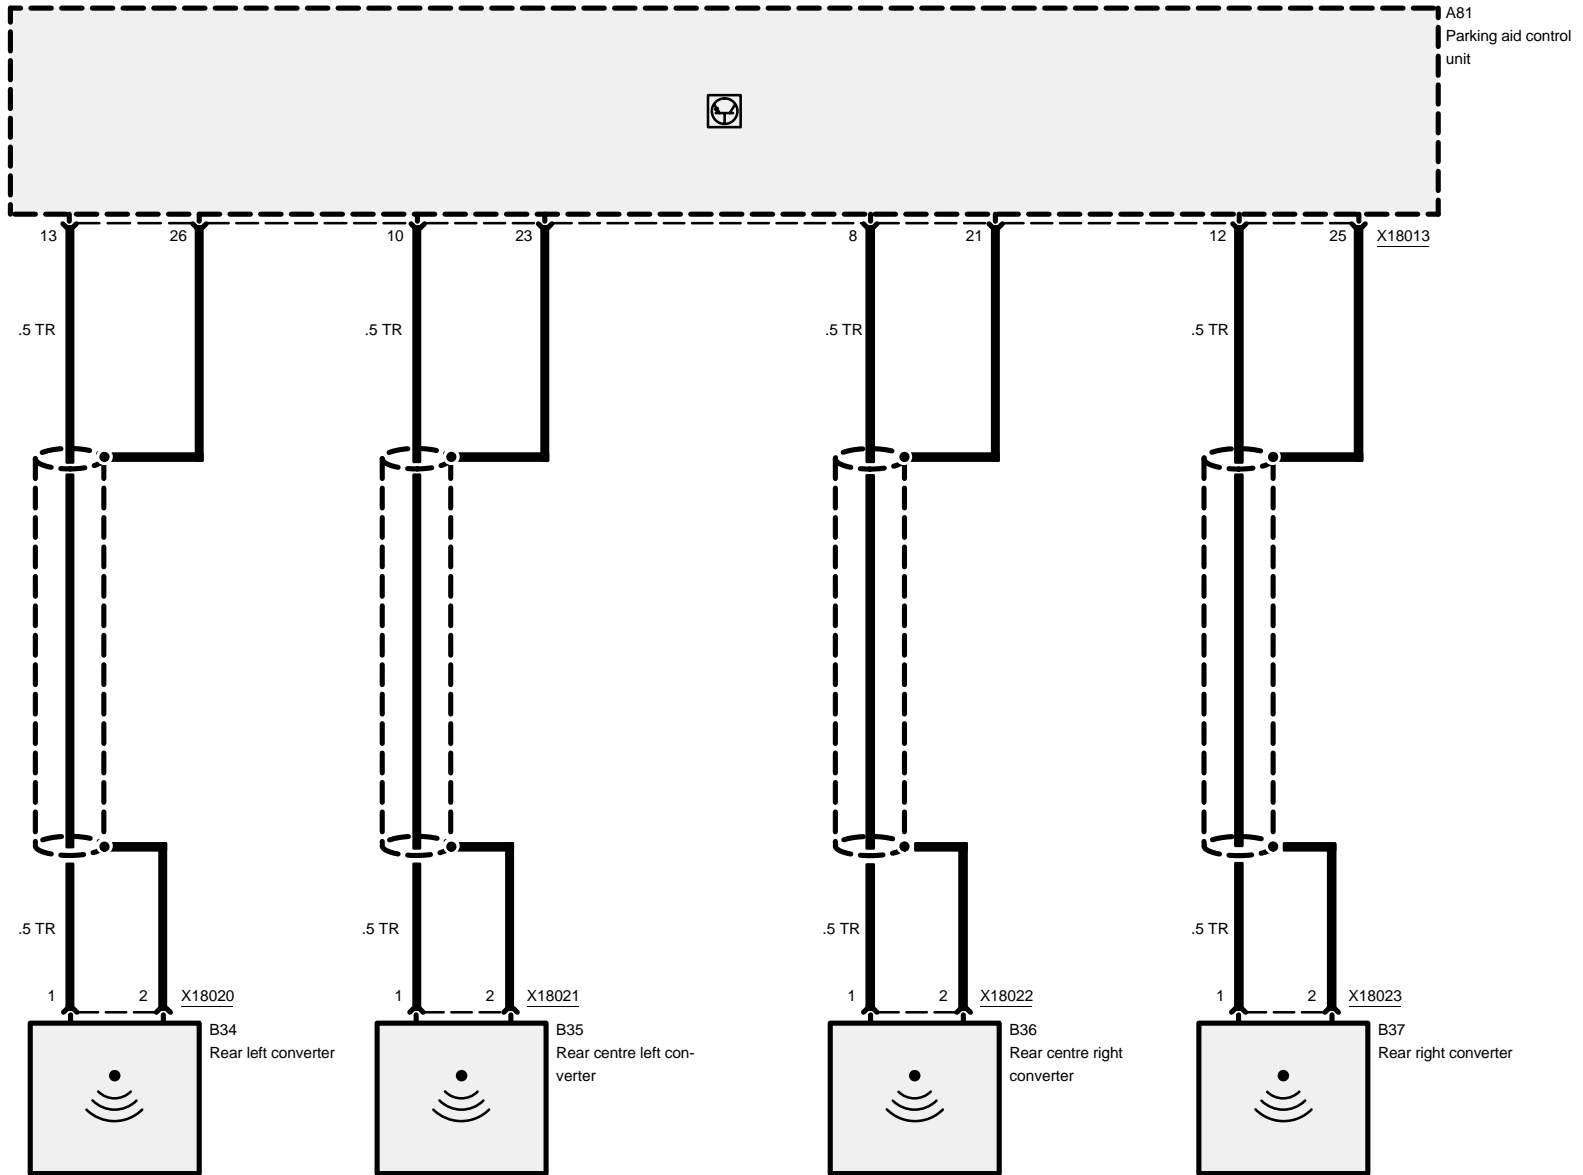 A81
Parking aid control
unit
13 26 10 23 8 21 12 25 X18013
.5 TR .5 TR .5 TR .5 TR
.5 TR .5 TR .5 TR .5 TR
1 2 X18020 1 2 X18021 1 2 X18022 1 2 X18023
B34
Rear left converter
B35
Rear centre left con-
verter
B36
Rear centre right
converter
B37
Rear right converter